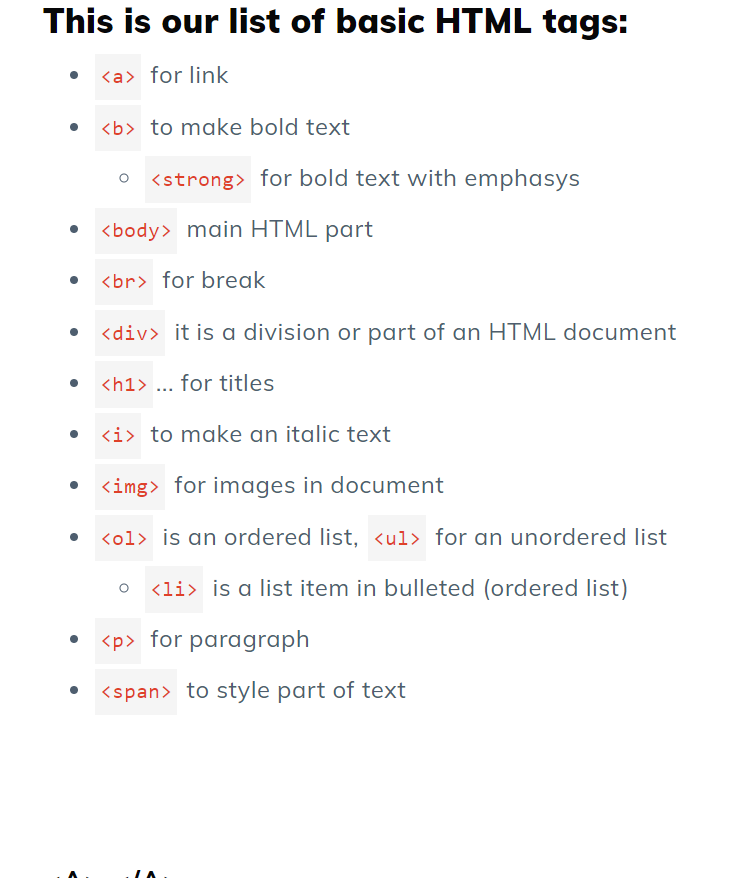 This is our list of basic HTML tags:
<a> for link
<b> to make bold text
<strong> for bold text with emphasys
<body> main HTML part
<br> for break
<div> it is a division or part of an HTML document
<h1> ... for titles
<i> to make an italic text
<img> for images in document
<ol> is an ordered list, <ul> for an unordered list
<li> is a list item in bulleted (ordered list)
<p> for paragraph
<span> to style part of text